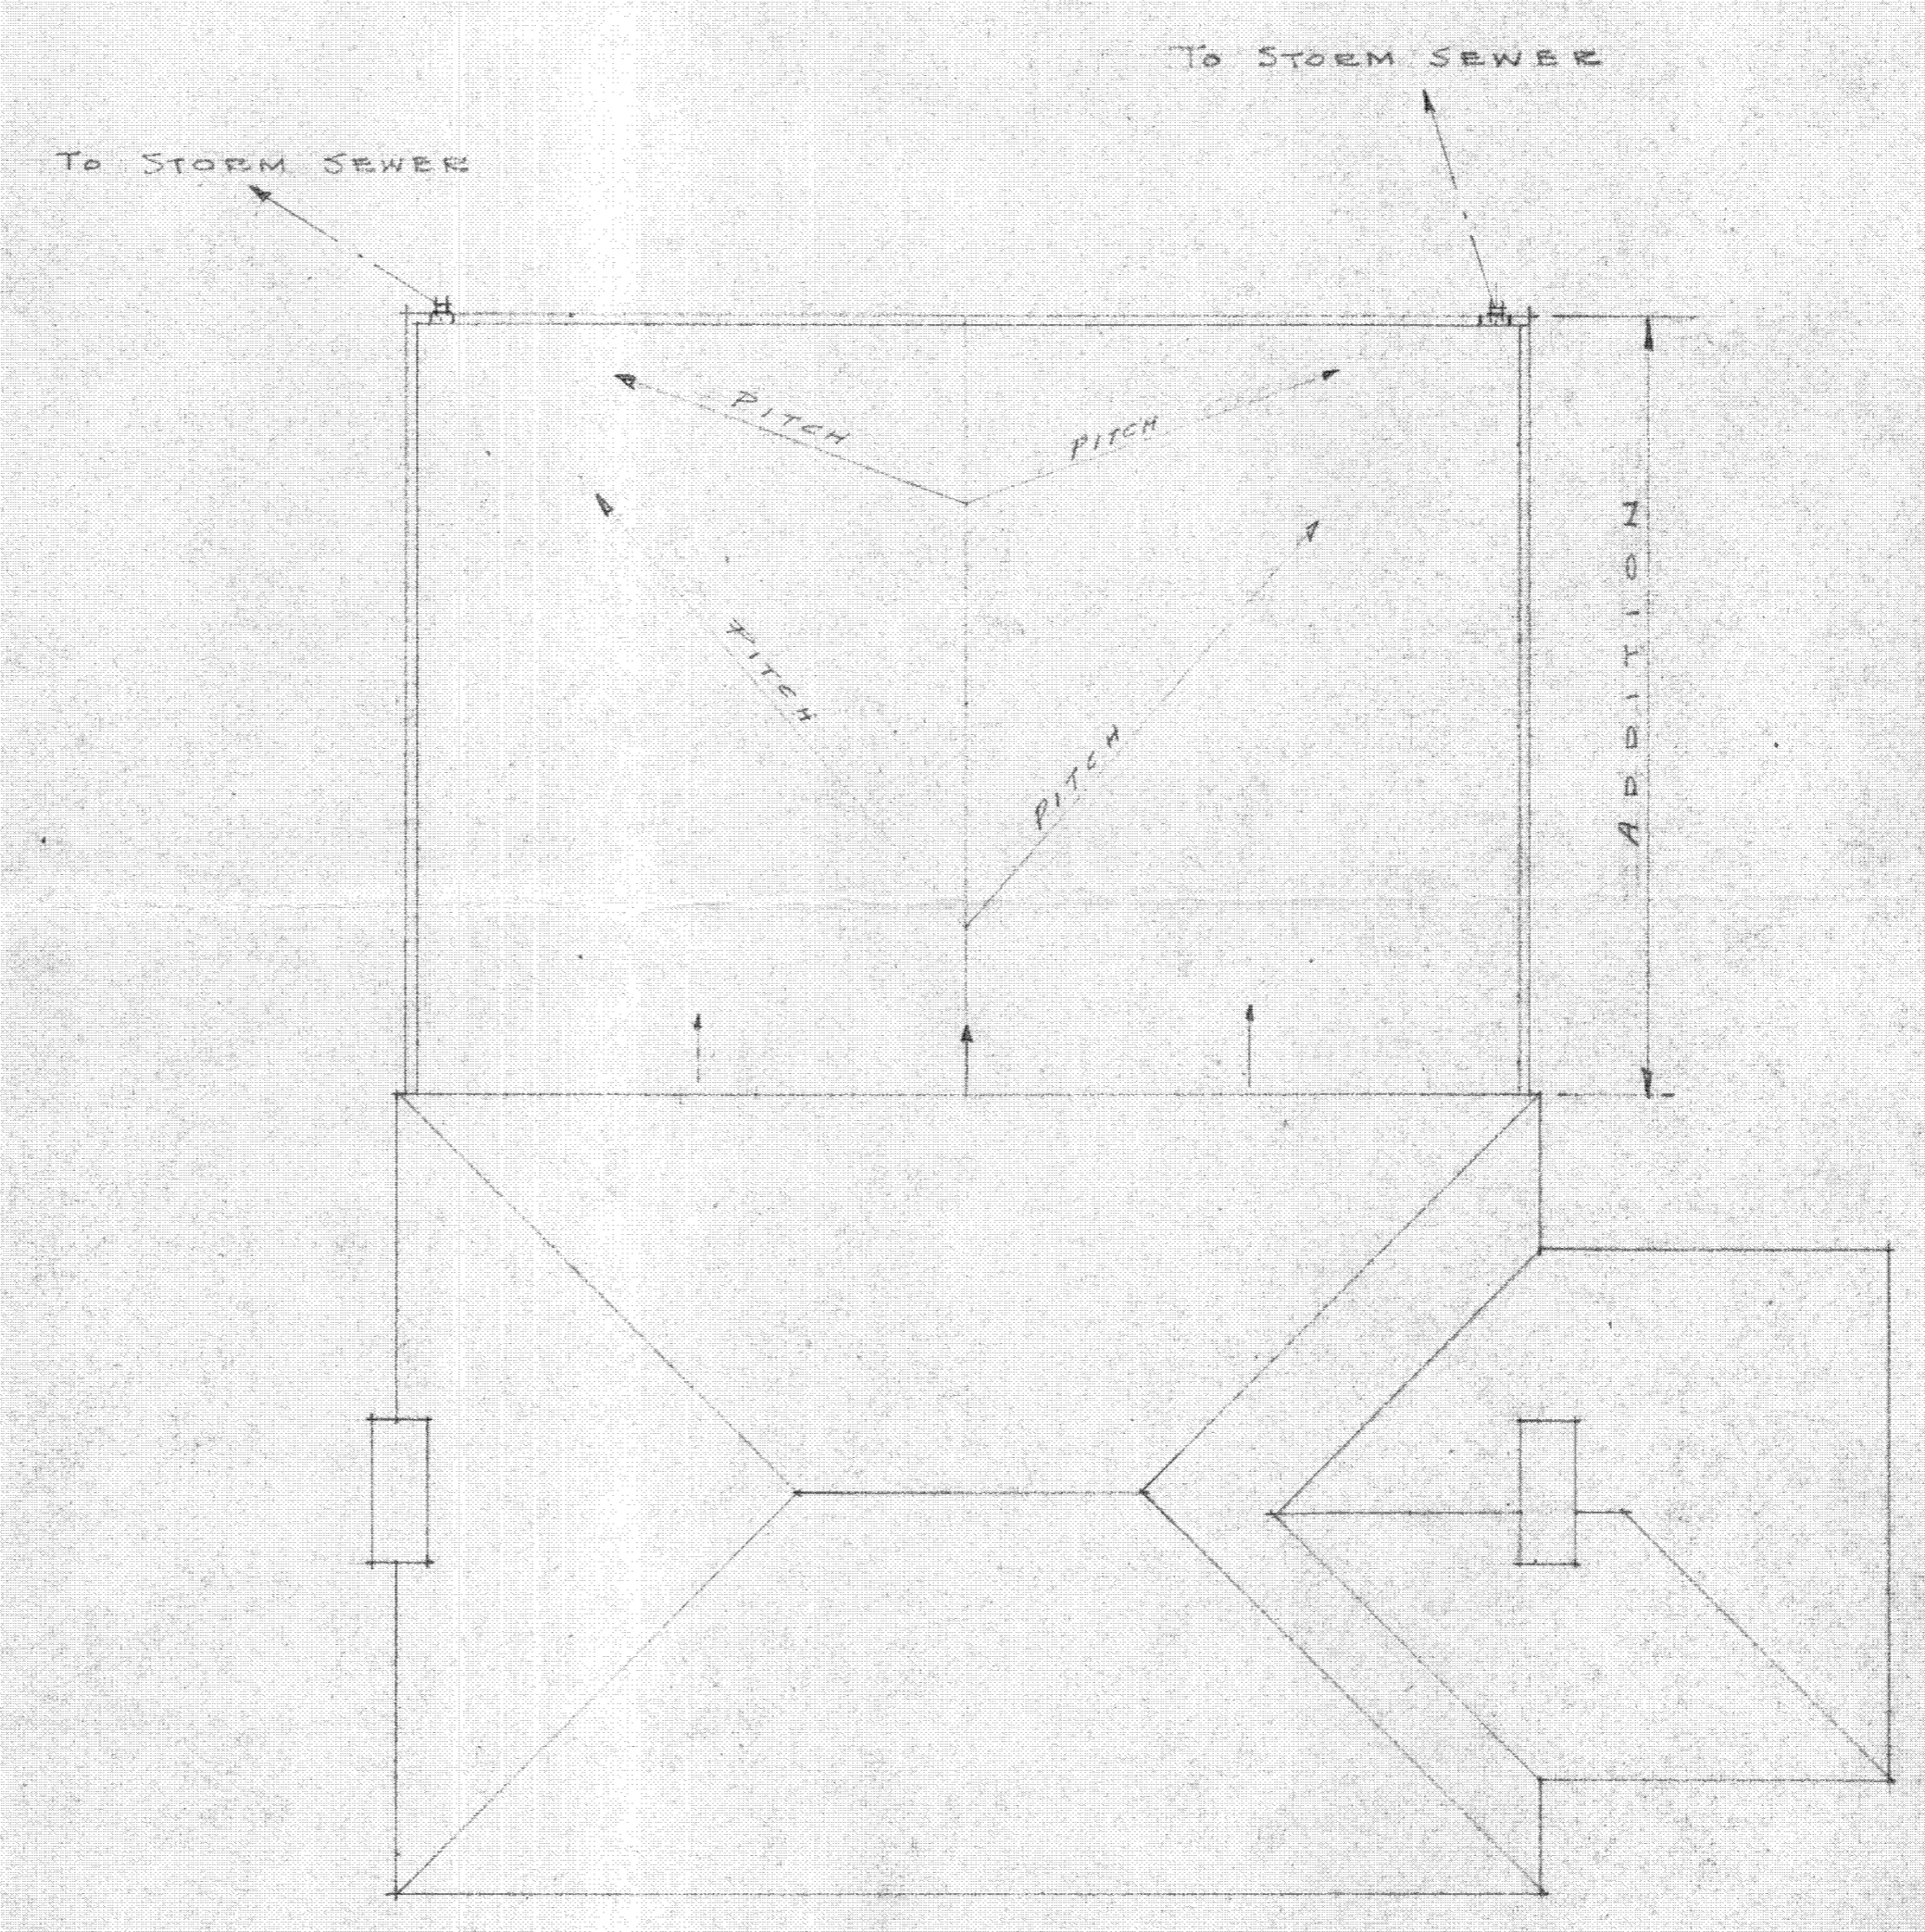 To STORM SEWER
To STORM SEWER
PITCH
PITCH
PITCH
PITCH
ADDITION